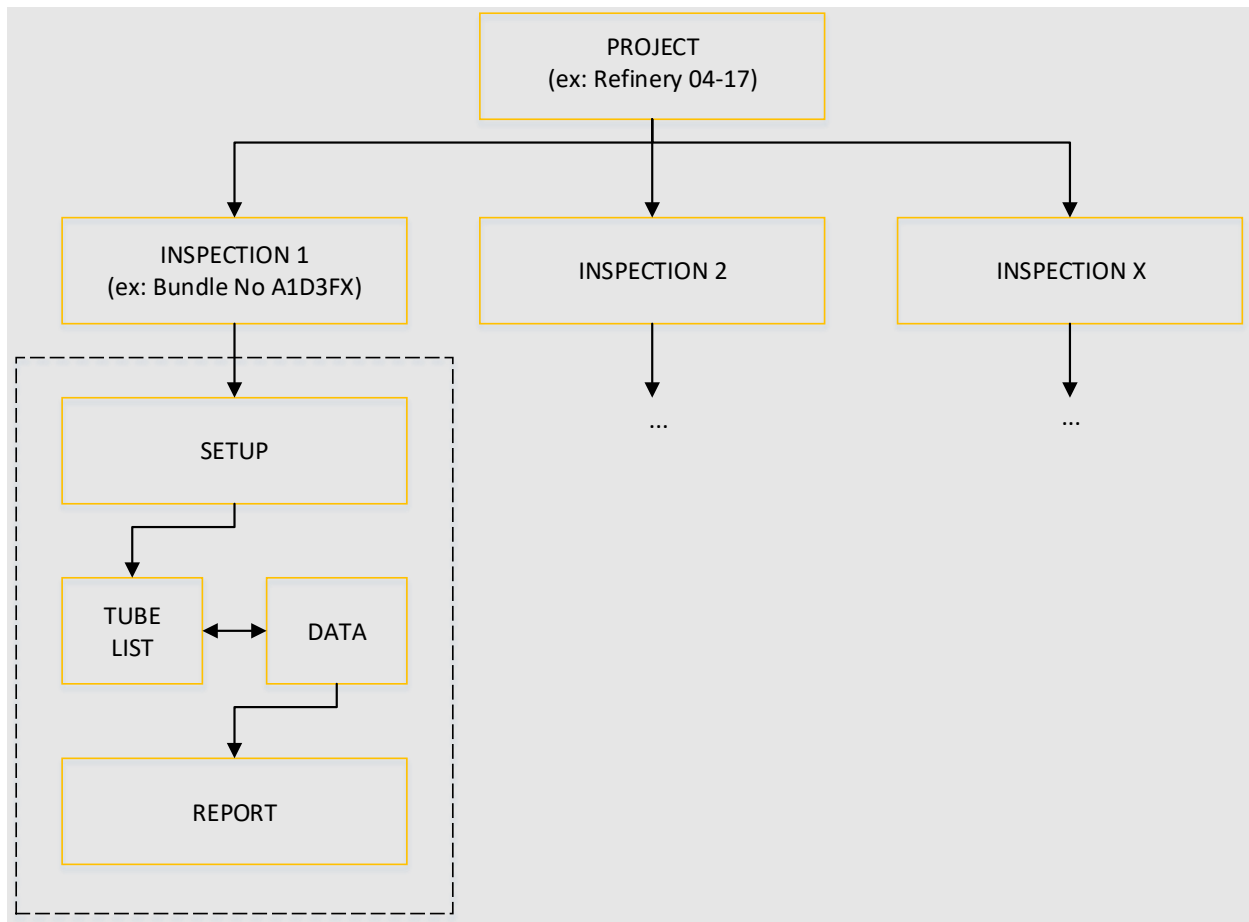 PROJECT
(ex: Refinery 04-17)
INSPECTION 1
(ex: Bundle No A1D3FX)
INSPECTION 2
INSPECTION X
SETUP
...
...
TUBE
LIST
DATA
REPORT